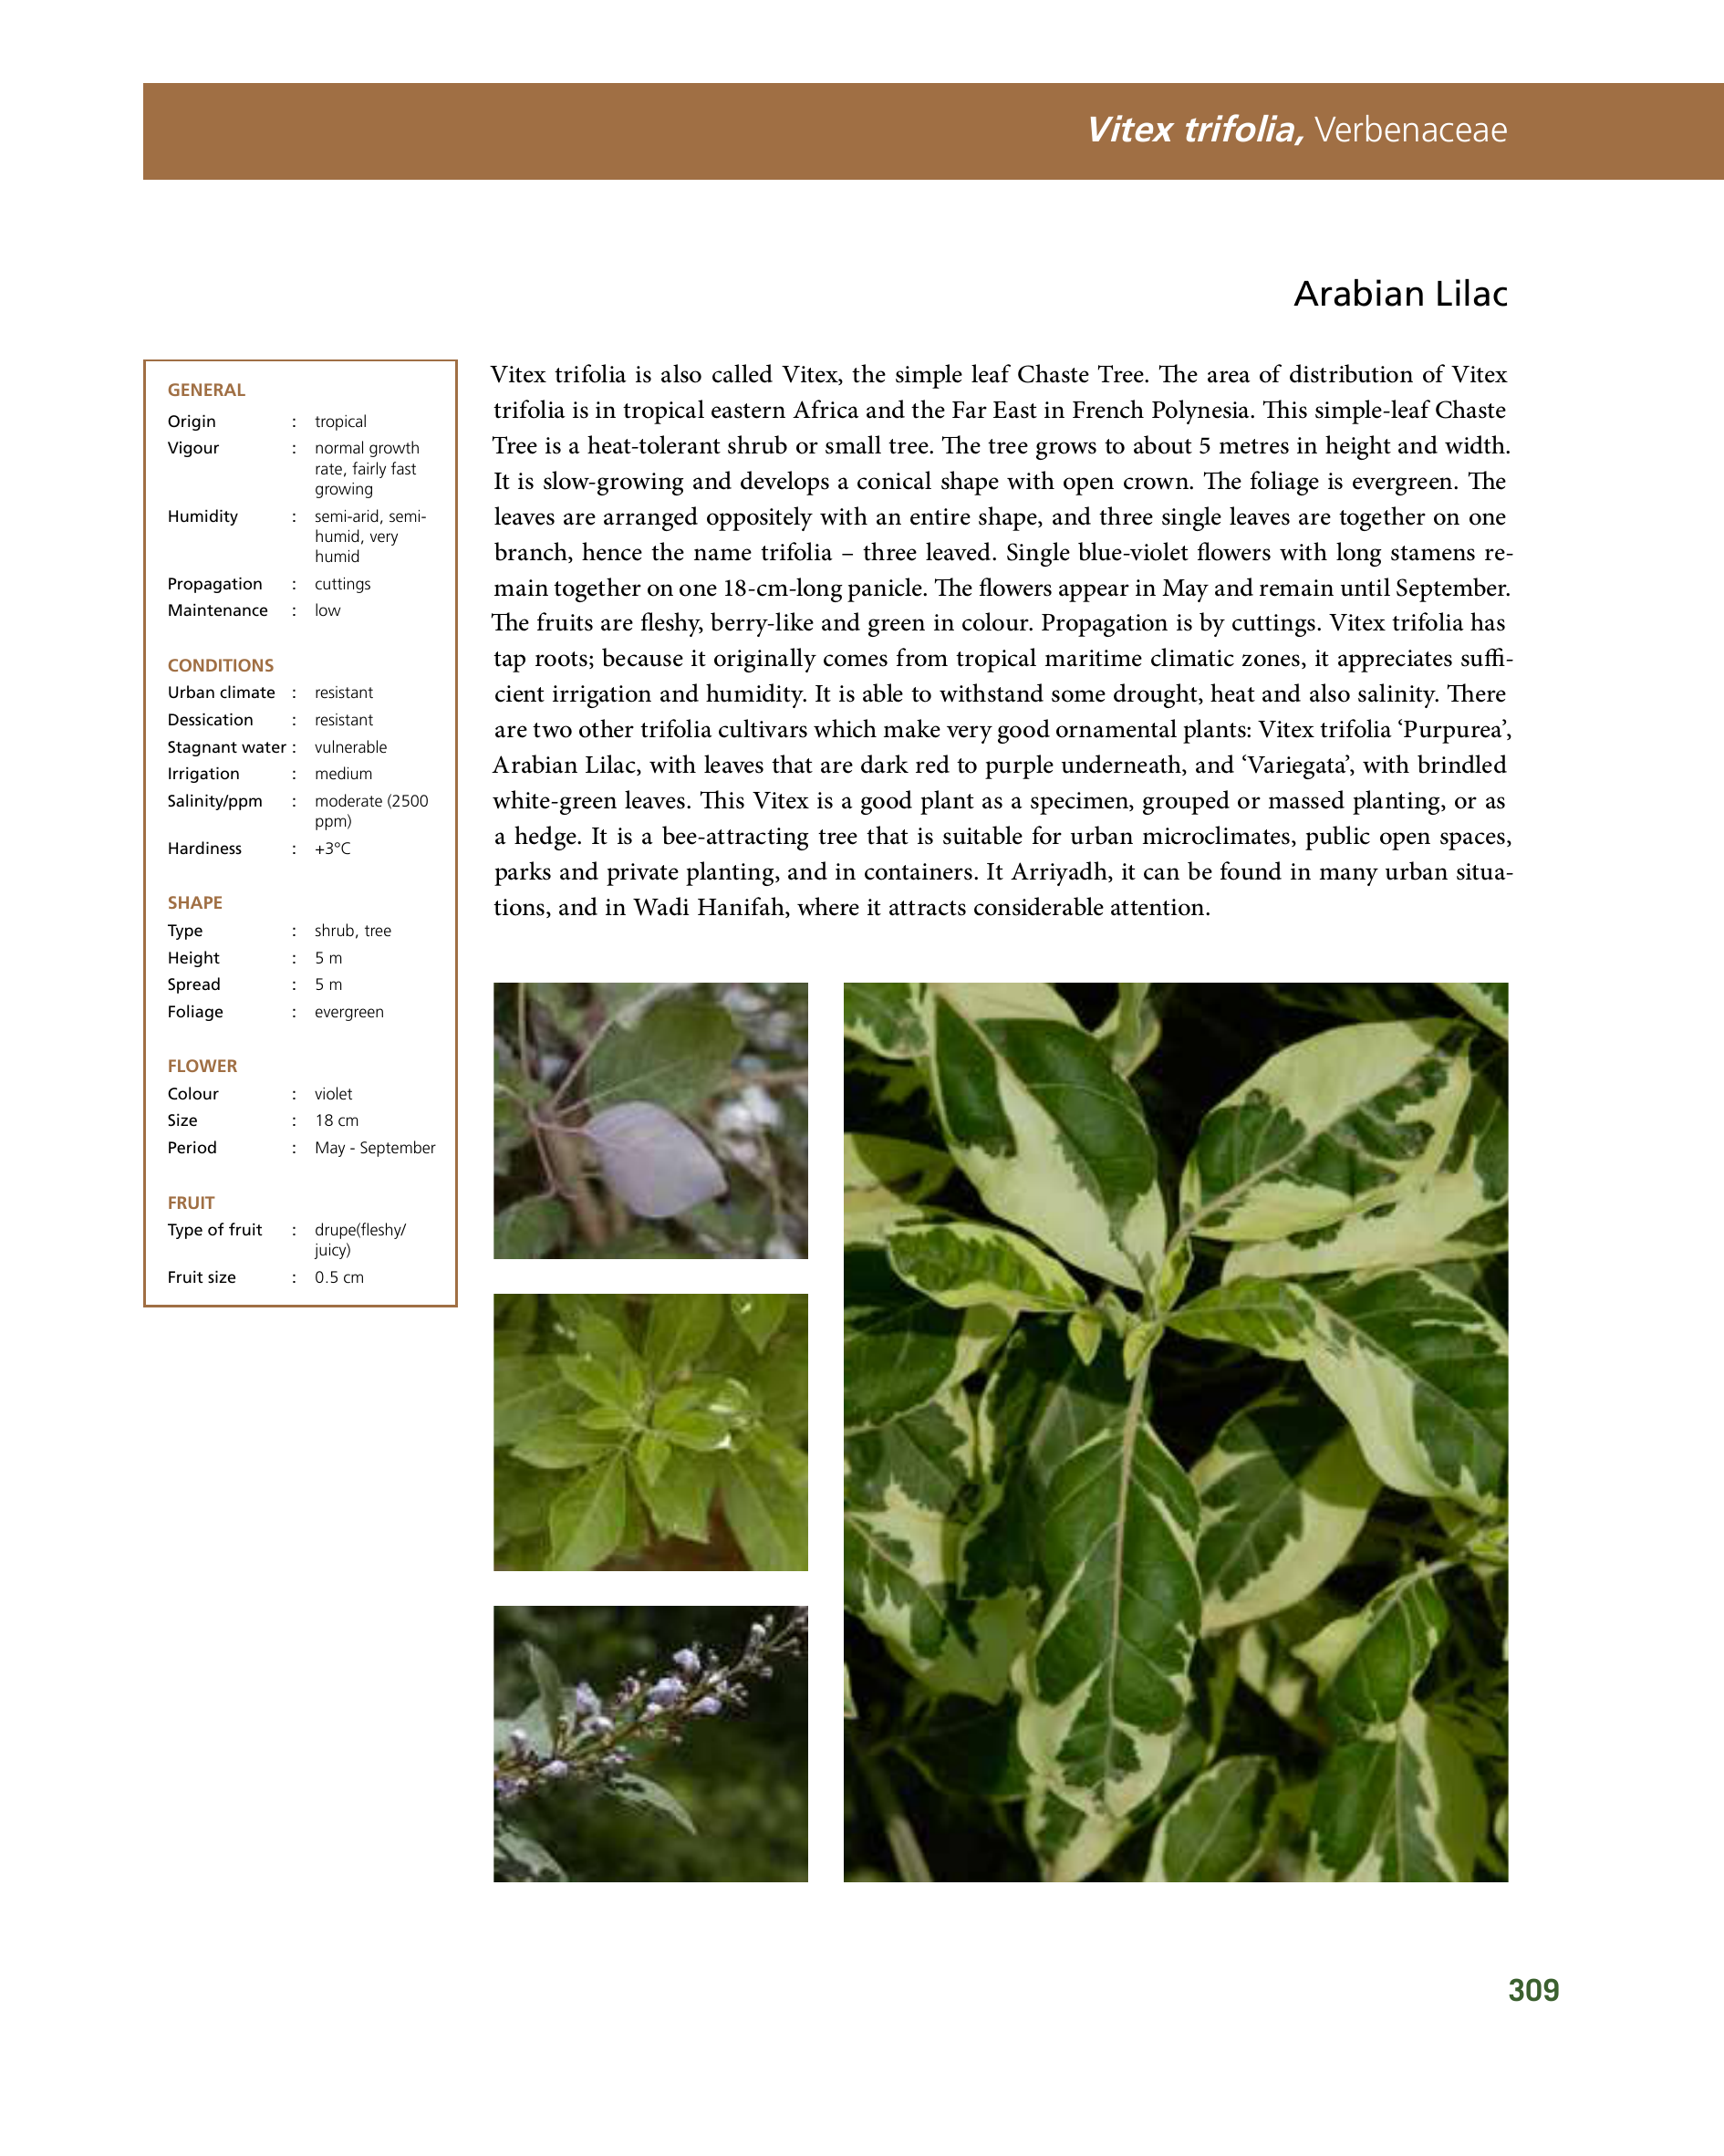 Vitex trifolia, Verbenaceae
Arabian Lilac
GENERAL
Origin : tropical
Vigour : normal growth
rate, fairly fast
growing
Humidity : semi-arid, semi-
humid, very
humid
Propagation : cuttings
Maintenance : low
CONDITIONS
Urban climate : resistant
Dessication : resistant
Stagnant water : vulnerable
Irrigation : medium
Salinity/ppm : moderate (2500
ppm)
Hardiness : +3°C
SHAPE
Type : shrub, tree
Height : 5 m
Spread : 5 m
Foliage : evergreen
FLOWER
Colour : violet
Size : 18 cm
Period : May - September
FRUIT
Type of fruit : drupe(fleshy/
juicy)
Fruit size : 0.5 cm
Vitex trifolia is also called Vitex, the simple leaf Chaste Tree. The area of distribution of Vitex
trifolia is in tropical eastern Africa and the Far East in French Polynesia. This simple-leaf Chaste
Tree is a heat-tolerant shrub or small tree. The tree grows to about 5 metres in height and width.
It is slow-growing and develops a conical shape with open crown. The foliage is evergreen. The
leaves are arranged oppositely with an entire shape, and three single leaves are together on one
branch, hence the name trifolia – three leaved. Single blue-violet flowers with long stamens re-
main together on one 18-cm-long panicle. The flowers appear in May and remain until September.
The fruits are fleshy, berry-like and green in colour. Propagation is by cuttings. Vitex trifolia has
tap roots; because it originally comes from tropical maritime climatic zones, it appreciates suffi-
cient irrigation and humidity. It is able to withstand some drought, heat and also salinity. There
are two other trifolia cultivars which make very good ornamental plants: Vitex trifolia ‘Purpurea’,
Arabian Lilac, with leaves that are dark red to purple underneath, and ‘Variegata’, with brindled
white-green leaves. This Vitex is a good plant as a specimen, grouped or massed planting, or as
a hedge. It is a bee-attracting tree that is suitable for urban microclimates, public open spaces,
parks and private planting, and in containers. It Arriyadh, it can be found in many urban situa-
tions, and in Wadi Hanifah, where it attracts considerable attention.
309